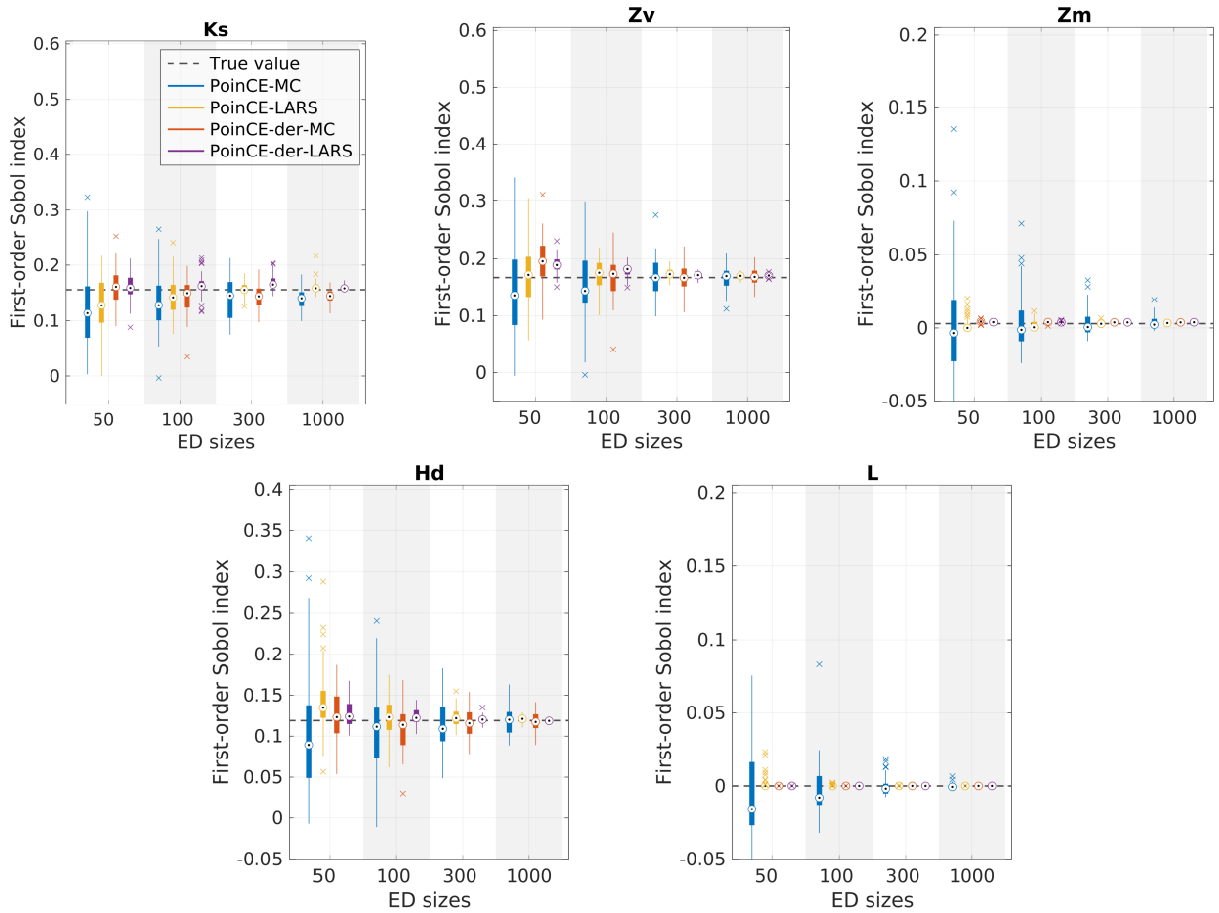 Ks
0.6
0.5
0.4
0.3
0.2
0.1
0
First-order Sobol index
50 100 300 1000
ED sizes
True value
PoinCE-MC
PoinCE-LARS
PoinCE-der-MC
PoinCE-der-LARS
Zv
0.6
0.5
0.4
0.3
0.2
0.1
0
First-order Sobol index
50 100 300 1000
ED sizes
Zm
0.2
0.15
0.1
0.05
0
-0.05
First-order Sobol index
50 100 300 1000
ED sizes
Hd
0.4
0.35
0.3
0.25
0.2
0.15
0.1
0.05
0
-0.05
First-order Sobol index
50 100 300 1000
ED sizes
L
0.2
0.15
0.1
0.05
0
-0.05
First-order Sobol index
50 100 300 1000
ED sizes